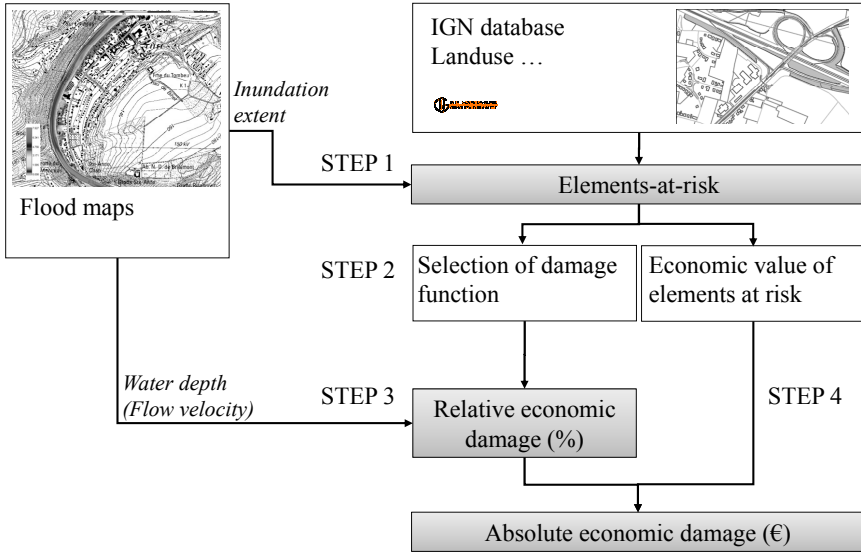 Flood maps
Inundation
extent
IGN database
Landuse …
STEP 1
Elements-at-risk
STEP 2
Selection of damage
function
Economic value of
elements at risk
Water depth
(Flow velocity)
STEP 3
Relative economic
damage (%)
STEP 4
Absolute economic damage (€)